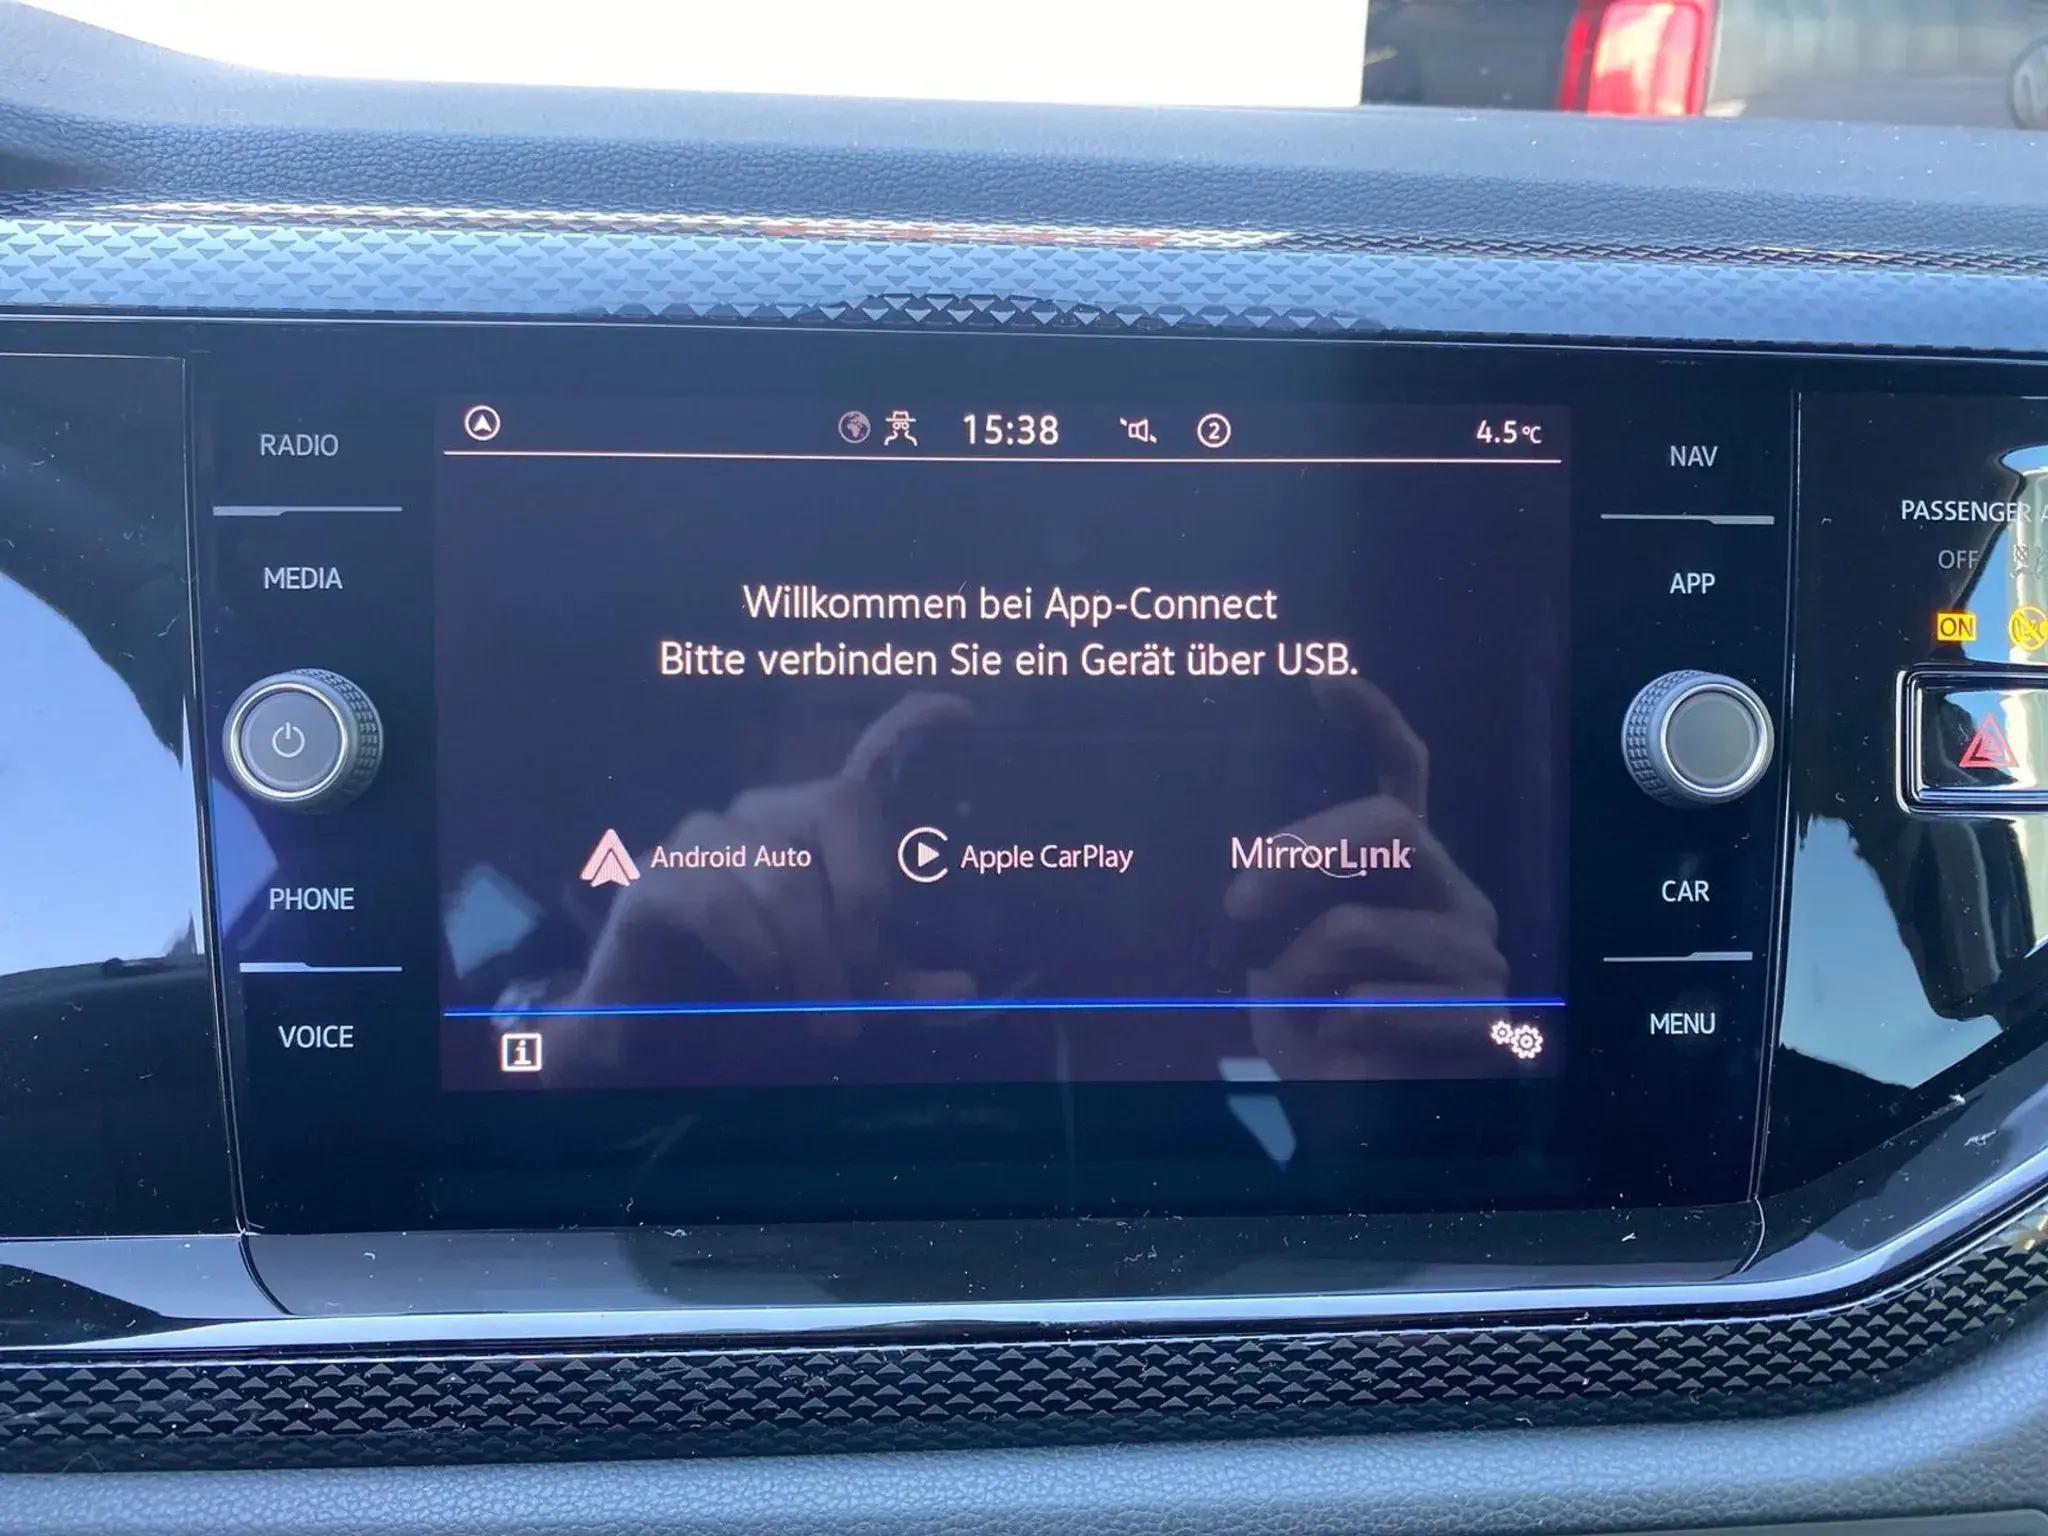 RADIO
MEDIA
PHONE
VOICE
15:38
2
4.5°C
Willkommen bei App-Connect
Bitte verbinden Sie ein Gerät über USB.
Android Auto
Apple CarPlay
MirrorLink
i
NAV
APP
CAR
MENU
PASSENGER
OFF
ON